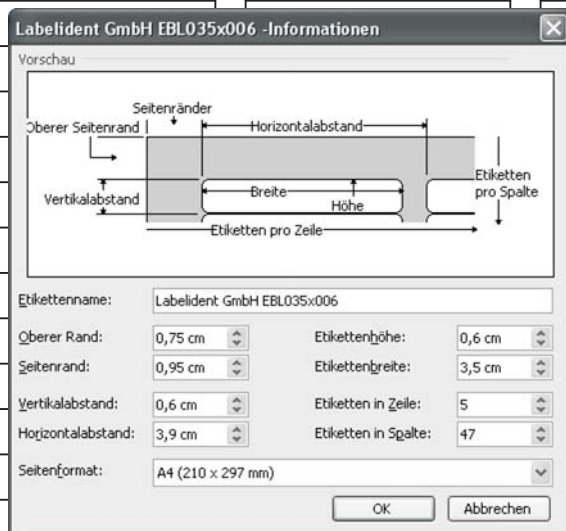 Labelident GmbH EBL035x006 -Informationen
Vorschau
Seitenränder
Oberer Seitenrand
Horizontalabstand
Etiketten
pro Spalte
Vertikalabstand
Breite
Höhe
Etiketten pro Zeile
Etikettenname: Labelident GmbH EBL035x006
Oberer Rand: 0,75 cm Etikettenhöhe: 0,6 cm
Seitenrand: 0,95 cm Etikettenbreite: 3,5 cm
Vertikalabstand: 0,6 cm Etiketten in Zeile: 5
Horizontalabstand: 3,9 cm Etiketten in Spalte: 47
Seitenformat: A4 (210 x 297 mm)
OK Abbrechen